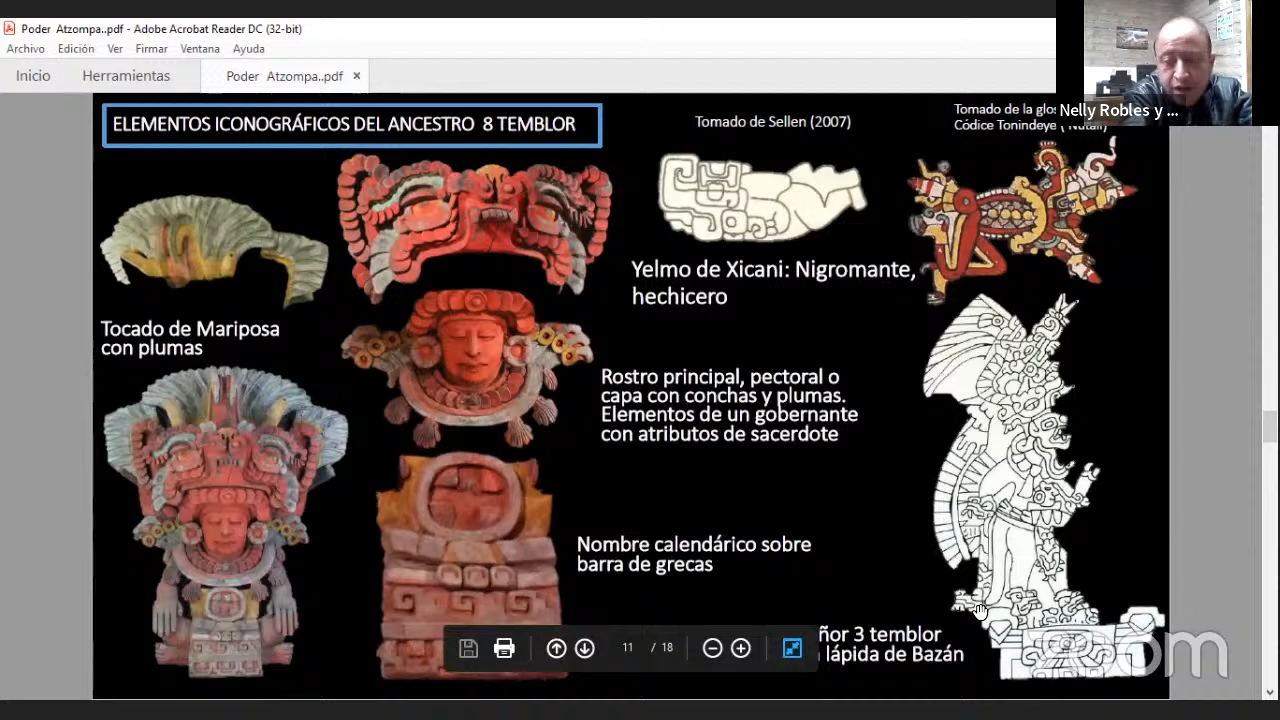 Poder Atzompa..pdf - Adobe Acrobat Reader DC (32-bit)
Archivo Edición Ver Firmar Ventana Ayuda
Inicio Herramientas Poder Atzompa..pdf ×
Nelly Robles y ...
ELEMENTOS ICONOGRÁFICOS DEL ANCESTRO 8 TEMBLOR
Tomado de Sellen (2007)
Tomado de la glos
Códice Tonindeye
Yelmo de Xicani: Nigromante,
hechicero
Tocado de Mariposa
con plumas
Rostro principal, pectoral o
capa con conchas y plumas.
Elementos de un gobernante
con atributos de sacerdote
Nombre calendárico sobre
barra de grecas
ñor 3 temblor
lápida de Bazán
11 / 18
zoom